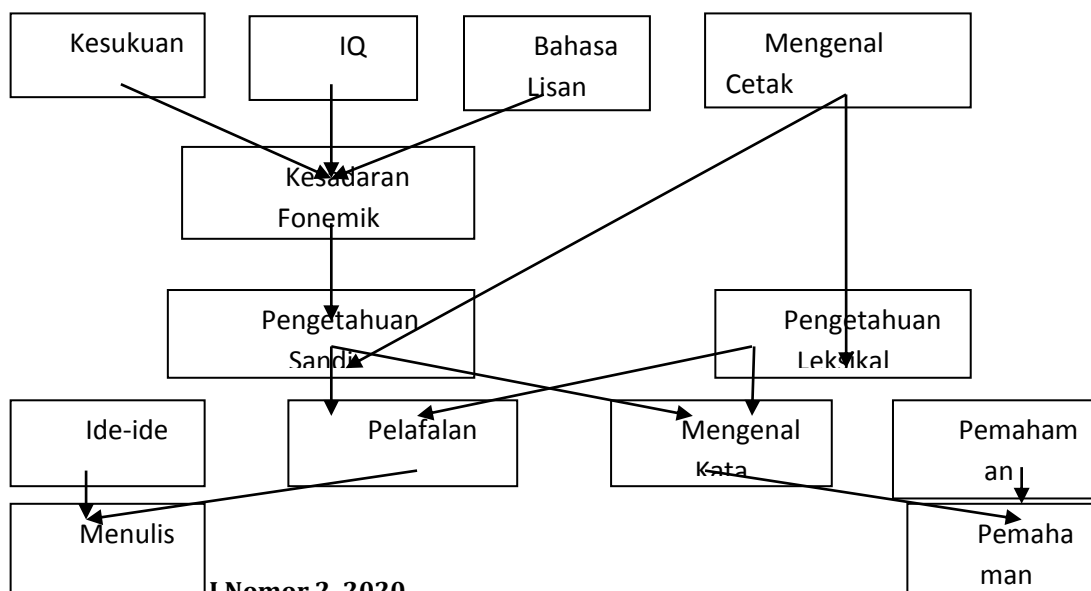 Kesukuan
IQ
Bahasa
Lisan
Mengenal
Cetak
Kesadaran
Fonemik
Pengetahuan
Sandi
Pengetahuan
Leksikal
Ide-ide
Pelafalan
Mengenal
Kata
Pemaham
an
Menulis
Pemaha
man
Nomor 2, 2020